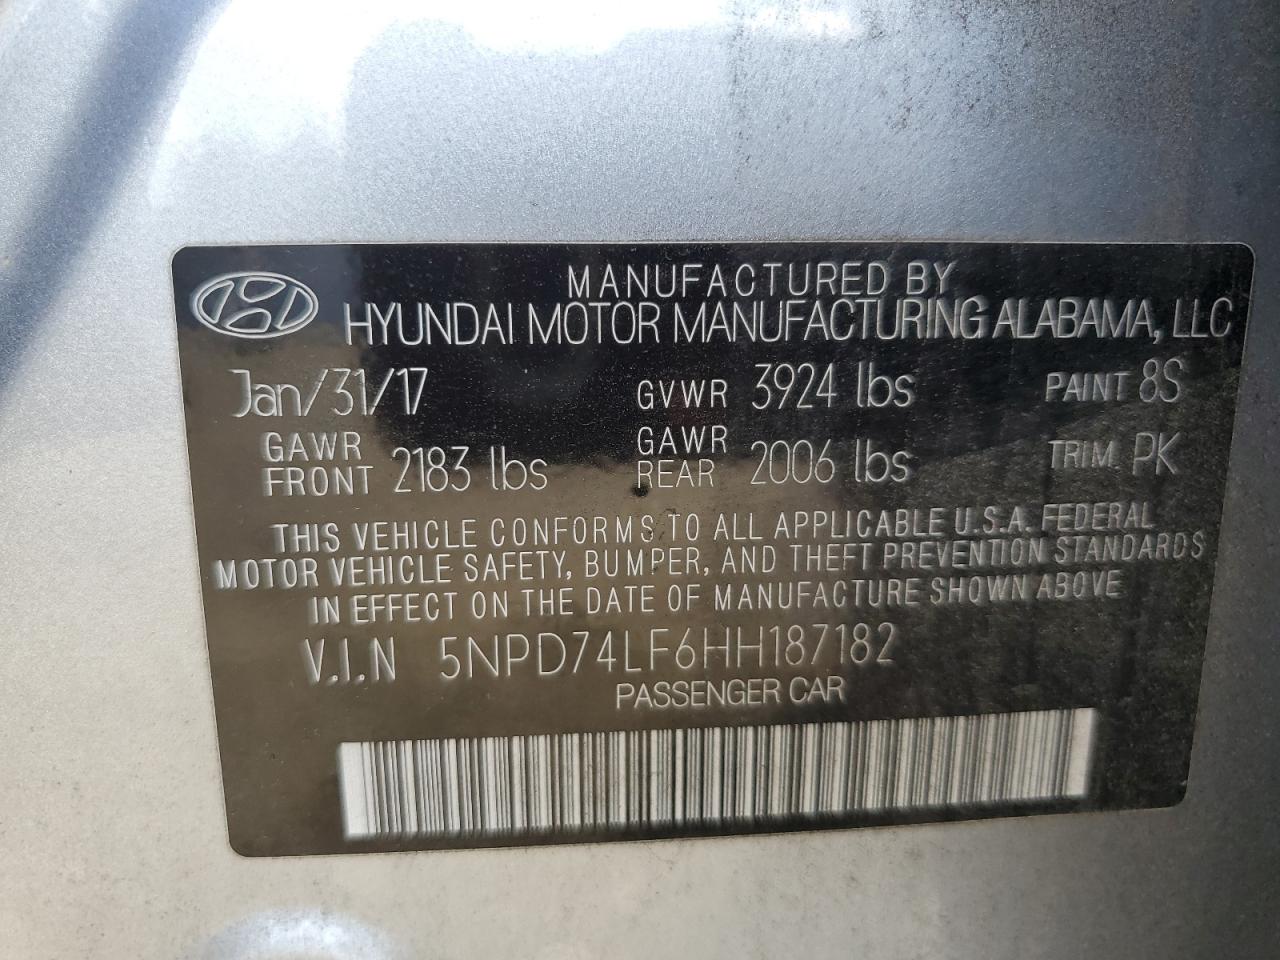 MANUFACTURED BY
HYUNDAI MOTOR MANUFACTURING ALABAMA, LLC
Jan/31/17 GVWR 3924 lbs PAINT 8S
GAWR FRONT 2183 lbs GAWR REAR 2006 lbs TRIM PK
THIS VEHICLE CONFORMS TO ALL APPLICABLE U.S.A. FEDERAL
MOTOR VEHICLE SAFETY, BUMPER, AND THEFT PREVENTION STANDARDS
IN EFFECT ON THE DATE OF MANUFACTURE SHOWN ABOVE
V.I.N 5NPD74LF6HH187182
PASSENGER CAR